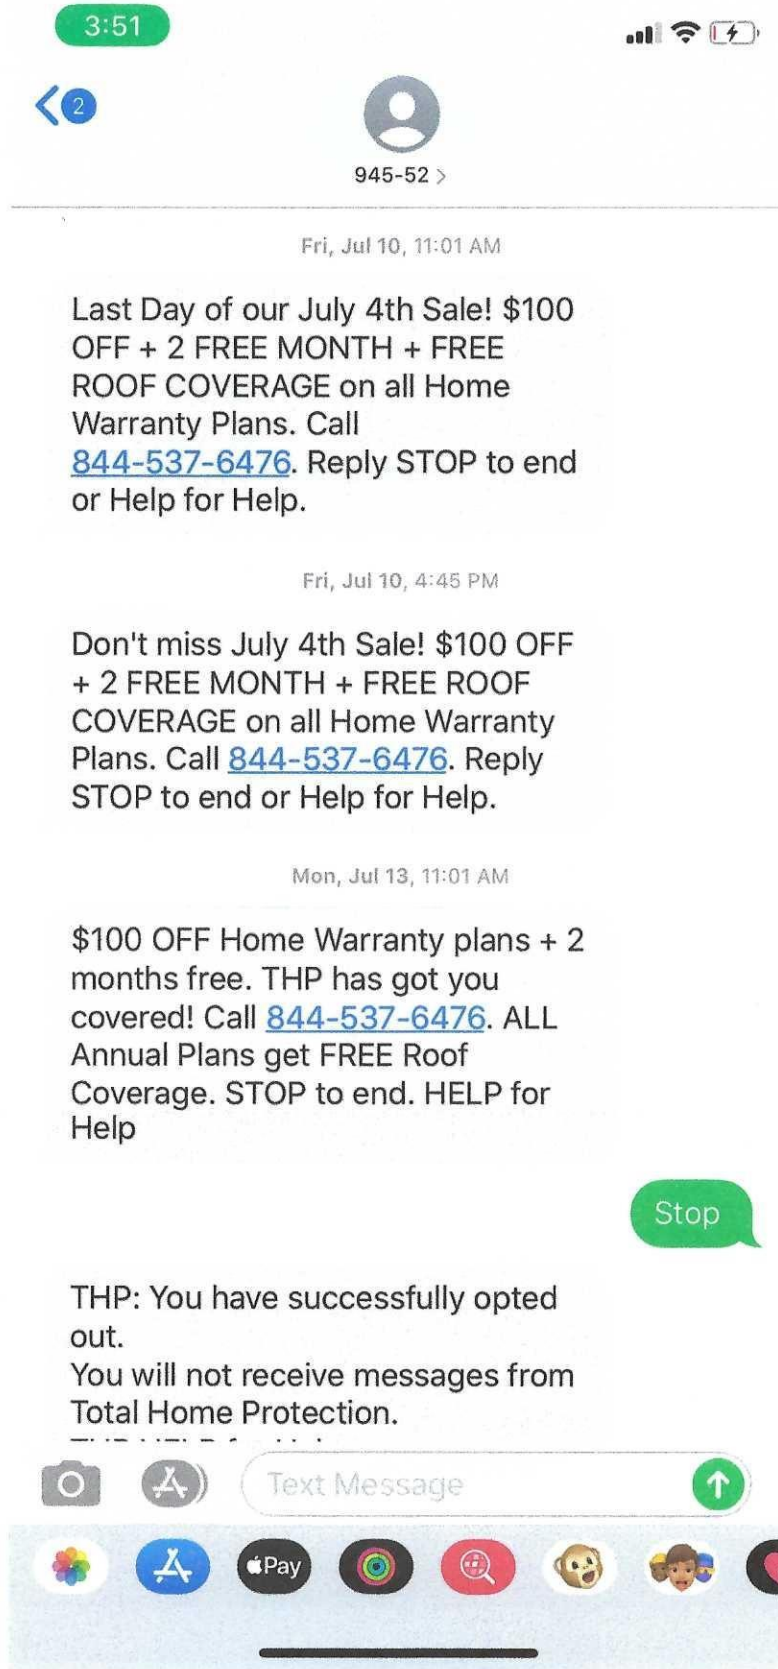 3:51
2
945-52 >
Fri, Jul 10, 11:01 AM
Last Day of our July 4th Sale! $100
OFF + 2 FREE MONTH + FREE
ROOF COVERAGE on all Home
Warranty Plans. Call
844-537-6476. Reply STOP to end
or Help for Help.
Fri, Jul 10, 4:45 PM
Don't miss July 4th Sale! $100 OFF
+ 2 FREE MONTH + FREE ROOF
COVERAGE on all Home Warranty
Plans. Call 844-537-6476. Reply
STOP to end or Help for Help.
Mon, Jul 13, 11:01 AM
$100 OFF Home Warranty plans + 2
months free. THP has got you
covered! Call 844-537-6476. ALL
Annual Plans get FREE Roof
Coverage. STOP to end. HELP for
Help
Stop
THP: You have successfully opted
out.
You will not receive messages from
Total Home Protection.
Text Message
Pay